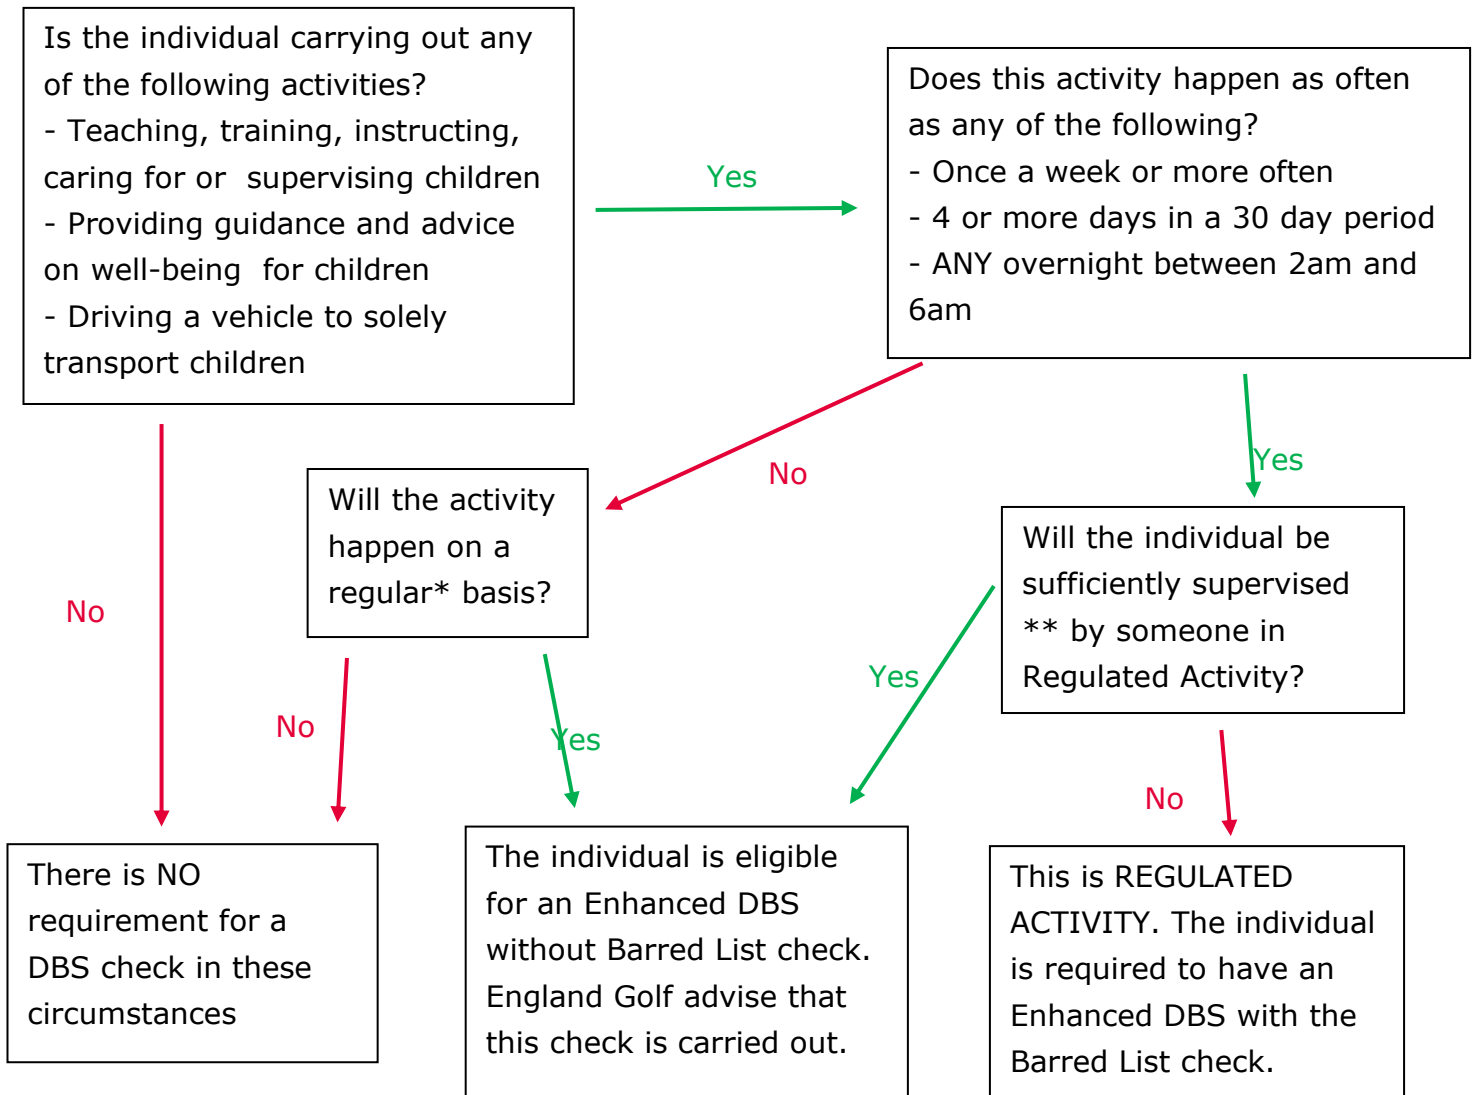 Is the individual carrying out any
of the following activities?
- Teaching, training, instructing,
caring for or  supervising children
- Providing guidance and advice
on well-being  for children
- Driving a vehicle to solely
transport children
Yes
Does this activity happen as often
as any of the following?
- Once a week or more often
- 4 or more days in a 30 day period
- ANY overnight between 2am and
6am
No
Yes
Will the activity
happen on a
regular* basis?
Will the individual be
sufficiently supervised
** by someone in
Regulated Activity?
No
No
Yes
Yes
No
There is NO
requirement for a
DBS check in these
circumstances
The individual is eligible
for an Enhanced DBS
without Barred List check.
England Golf advise that
this check is carried out.
This is REGULATED
ACTIVITY. The individual
is required to have an
Enhanced DBS with the
Barred List check.